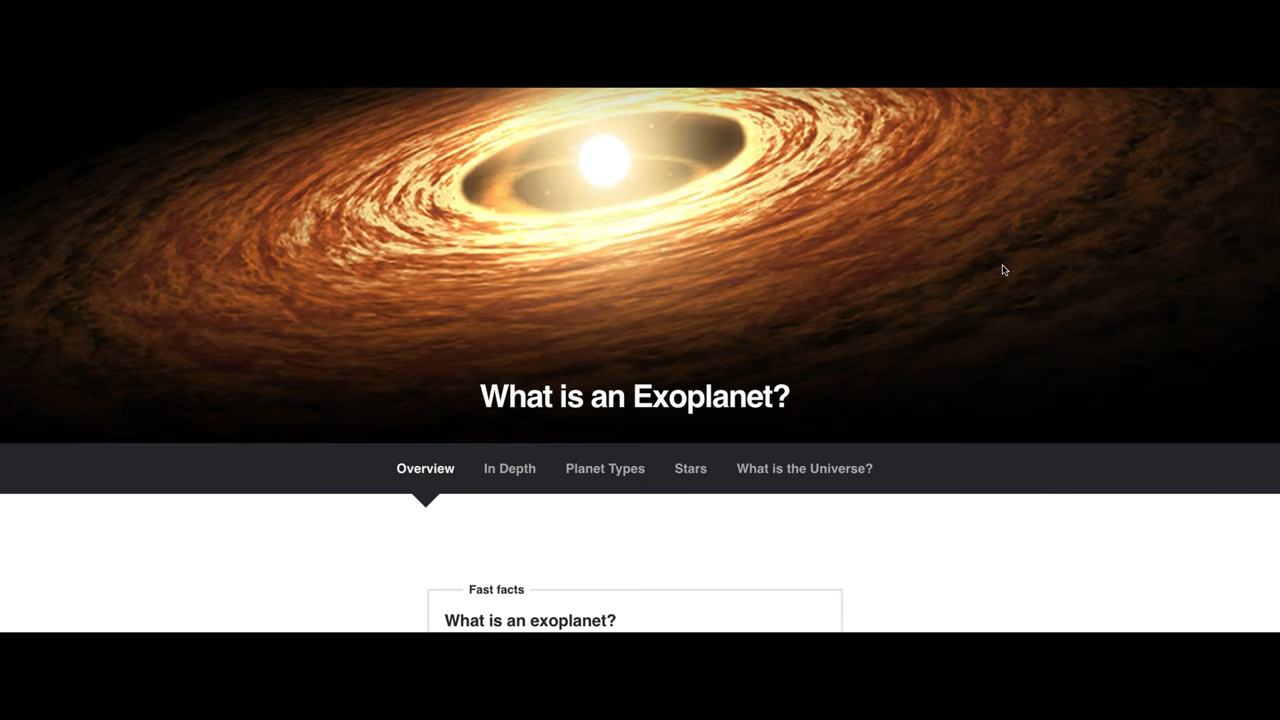 What is an Exoplanet?
Overview In Depth Planet Types Stars What is the Universe?
Fast facts
What is an exoplanet?